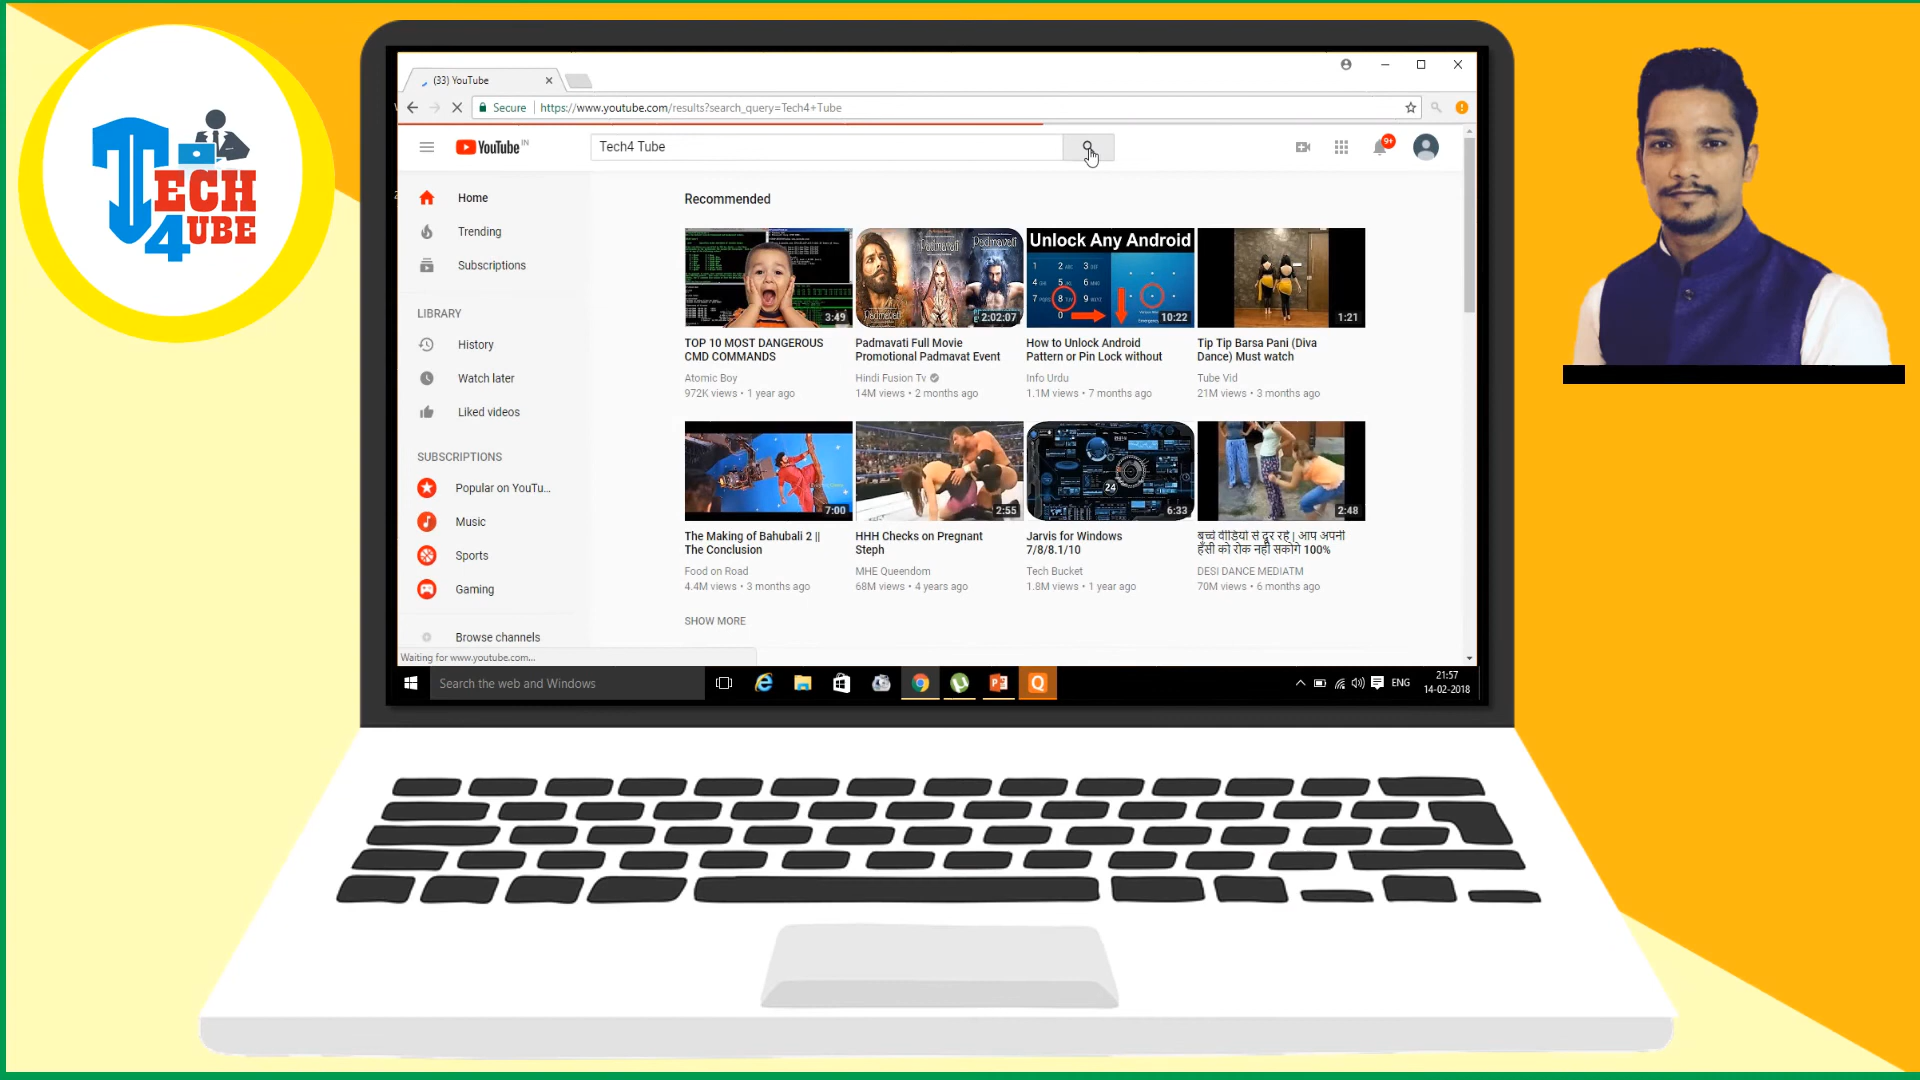 TECH
4UBE
(33) YouTube
Secure
https://www.youtube.com/results?search_query=Tech4+Tube
YouTube IN
Tech4 Tube
9+
Home
Trending
Subscriptions
LIBRARY
History
Watch later
Liked videos
SUBSCRIPTIONS
Popular on YouTu...
Music
Sports
Gaming
Browse channels
Recommended
3:49
TOP 10 MOST DANGEROUS
CMD COMMANDS
Atomic Boy
972K views • 1 year ago
Padmavati
Padmavati
Padmavati
2:02:07
Padmavati Full Movie
Promotional Padmavat Event
Hindi Fusion Tv
14M views • 2 months ago
Unlock Any Android
10:22
How to Unlock Android
Pattern or Pin Lock without
Info Urdu
1.1M views • 7 months ago
1:21
Tip Tip Barsa Pani (Diva
Dance) Must watch
Tube Vid
21M views • 3 months ago
7:00
The Making of Bahubali 2 ||
The Conclusion
Food on Road
4.4M views • 3 months ago
2:55
HHH Checks on Pregnant
Steph
MHE Queendom
68M views • 4 years ago
24
6:33
Jarvis for Windows
7/8/8.1/10
Tech Bucket
1.8M views • 1 year ago
2:48
बच्चे वीडियो से दूर रहे | आप अपनी
हँसी को रोक नही सकोगे 100%
DESI DANCE MEDIATM
70M views • 6 months ago
SHOW MORE
Waiting for www.youtube.com...
Search the web and Windows
ENG
21:57
14-02-2018